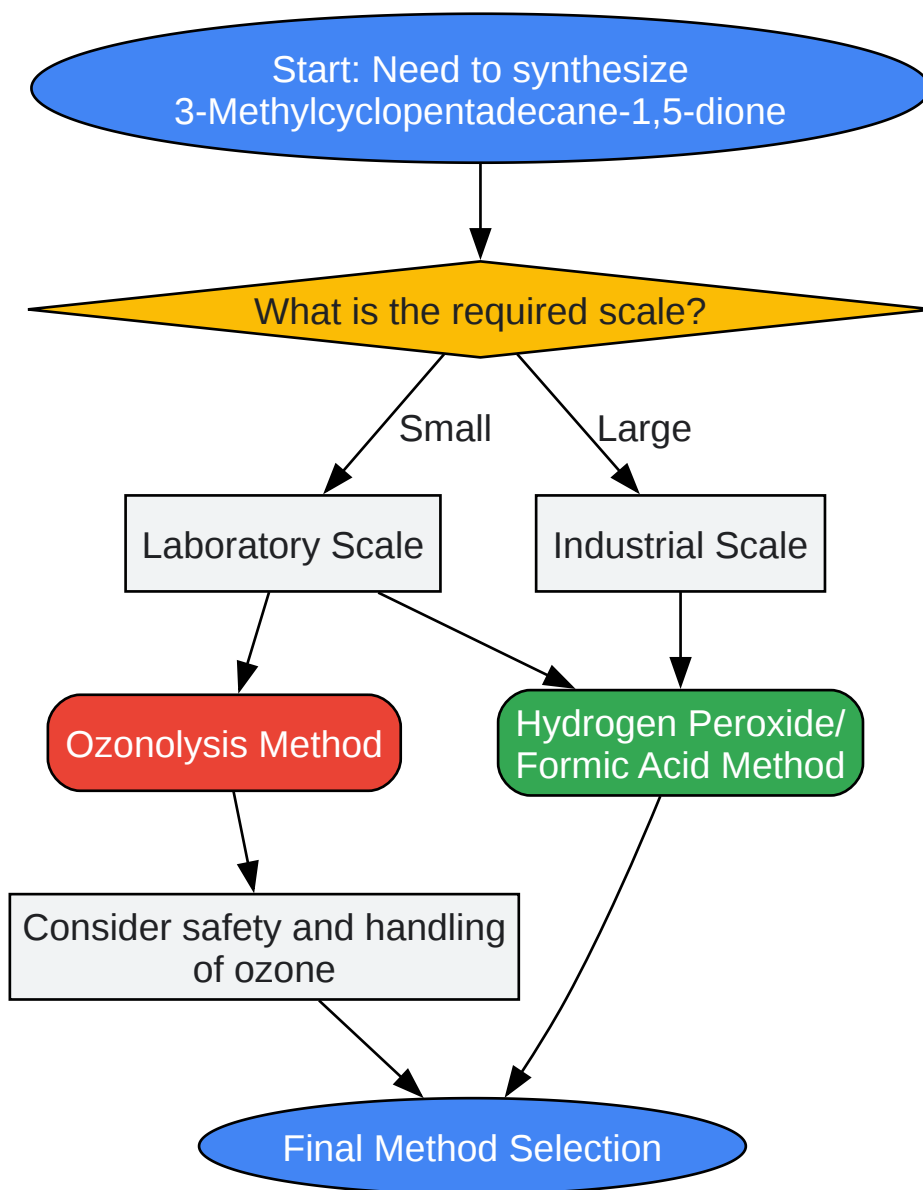 Start: Need to synthesize
3-Methylcyclopentadecane-1,5-dione
What is the required scale?
Small
Large
Laboratory Scale
Industrial Scale
Ozonolysis Method
Hydrogen Peroxide/
Formic Acid Method
Consider safety and handling
of ozone
Final Method Selection